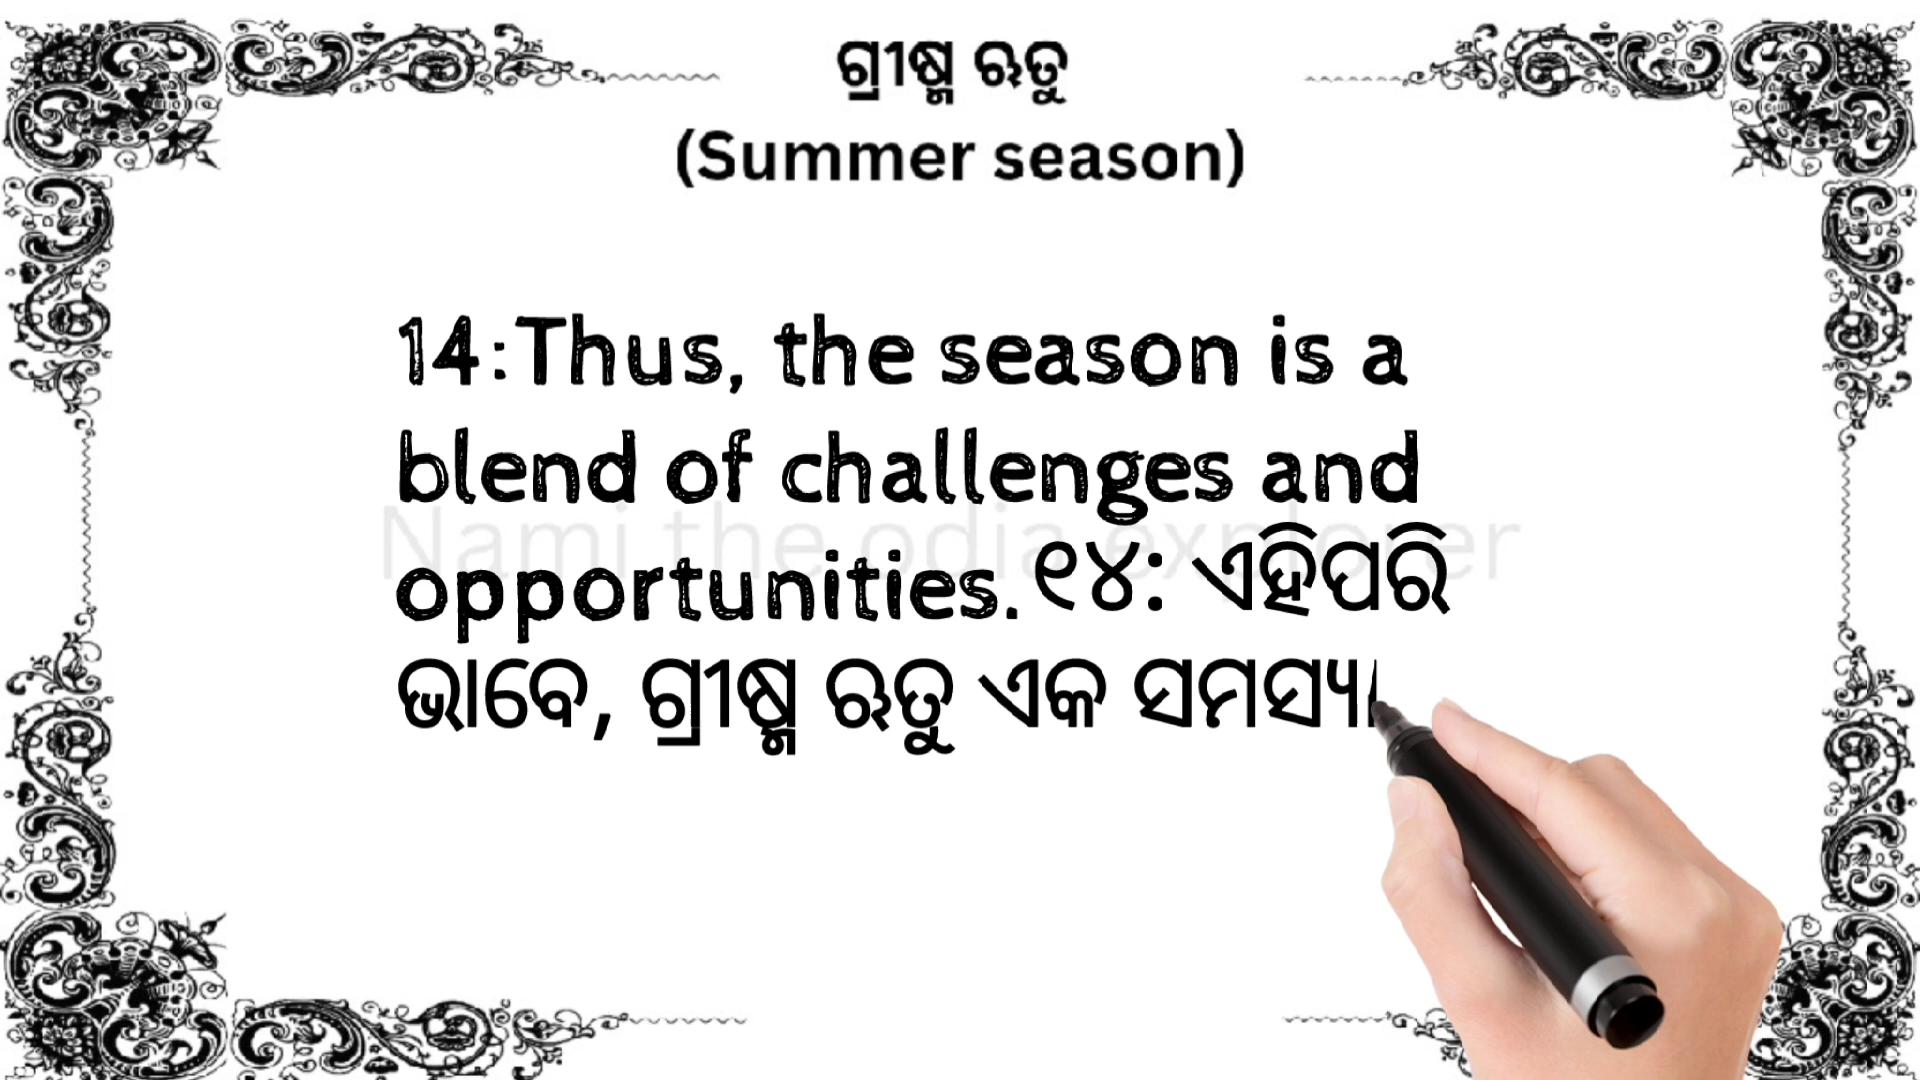 ଗ୍ରୀଷ୍ମ ଋତୁ
(Summer season)
14:Thus, the season is a
blend of challenges and
Nami the odia explorer
opportunities.୧୪: ଏହିପରି
ଭାବେ, ଗ୍ରୀଷ୍ମ ଋତୁ ଏକ ସମସ୍ୟା